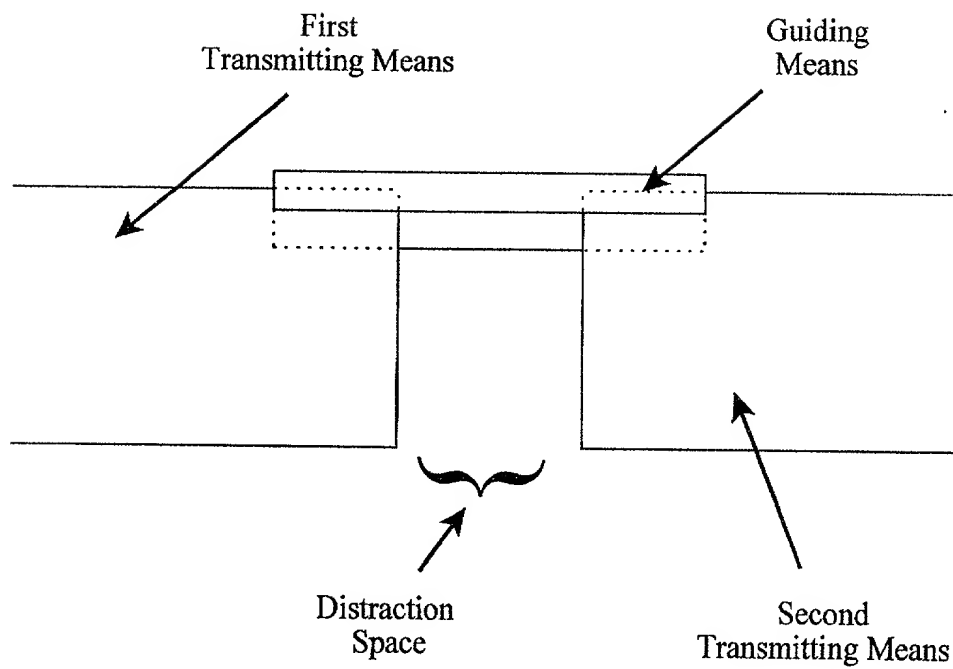 First
Transmitting Means
Guiding
Means
Distraction
Space
Second
Transmitting Means